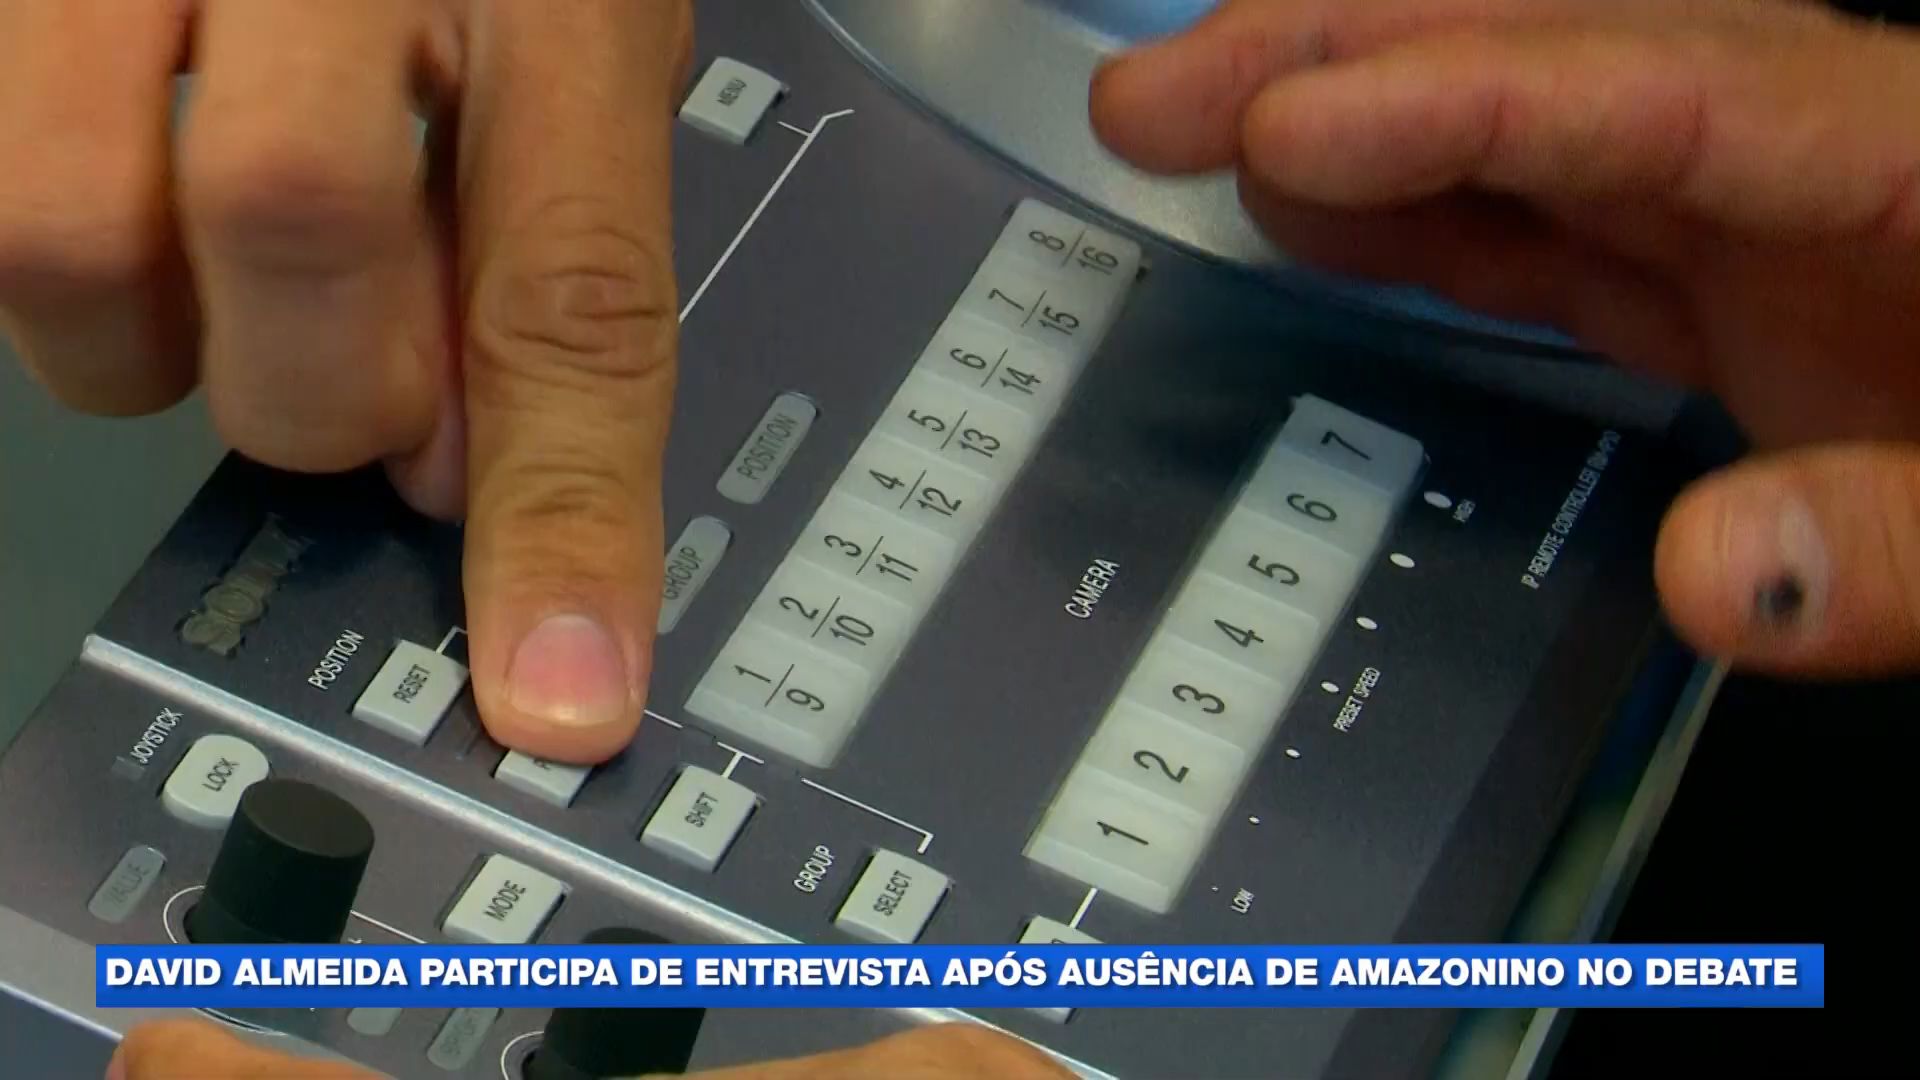 MENU
8/16
7/15
6/14
5/13
4/12
3/11
2/10
1/9
POSITION
GROUP
CAMERA
7
6
5
4
3
2
1
HIGH
PRESET SPEED
LOW
IP REMOTE CONTROLLER
SONY
POSITION
RESET
JOYSTICK
LOCK
VALUE
MODE
SHIFT
GROUP
SELECT
DAVID ALMEIDA PARTICIPA DE ENTREVISTA APÓS AUSÊNCIA DE AMAZONINO NO DEBATE